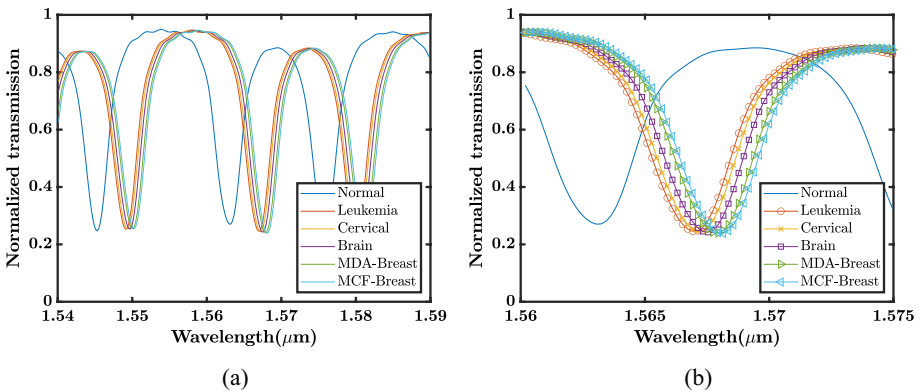 1
0.8
0.6
0.4
0.2
0
Normalized transmission
Normal
Leukemia
Cervical
Brain
MDA-Breast
MCF-Breast
1.54 1.55 1.56 1.57 1.58 1.59
Wavelength(μm)
(a)
1
0.8
0.6
0.4
0.2
0
Normalized transmission
Normal
Leukemia
Cervical
Brain
MDA-Breast
MCF-Breast
1.56 1.565 1.57 1.575
Wavelength(μm)
(b)